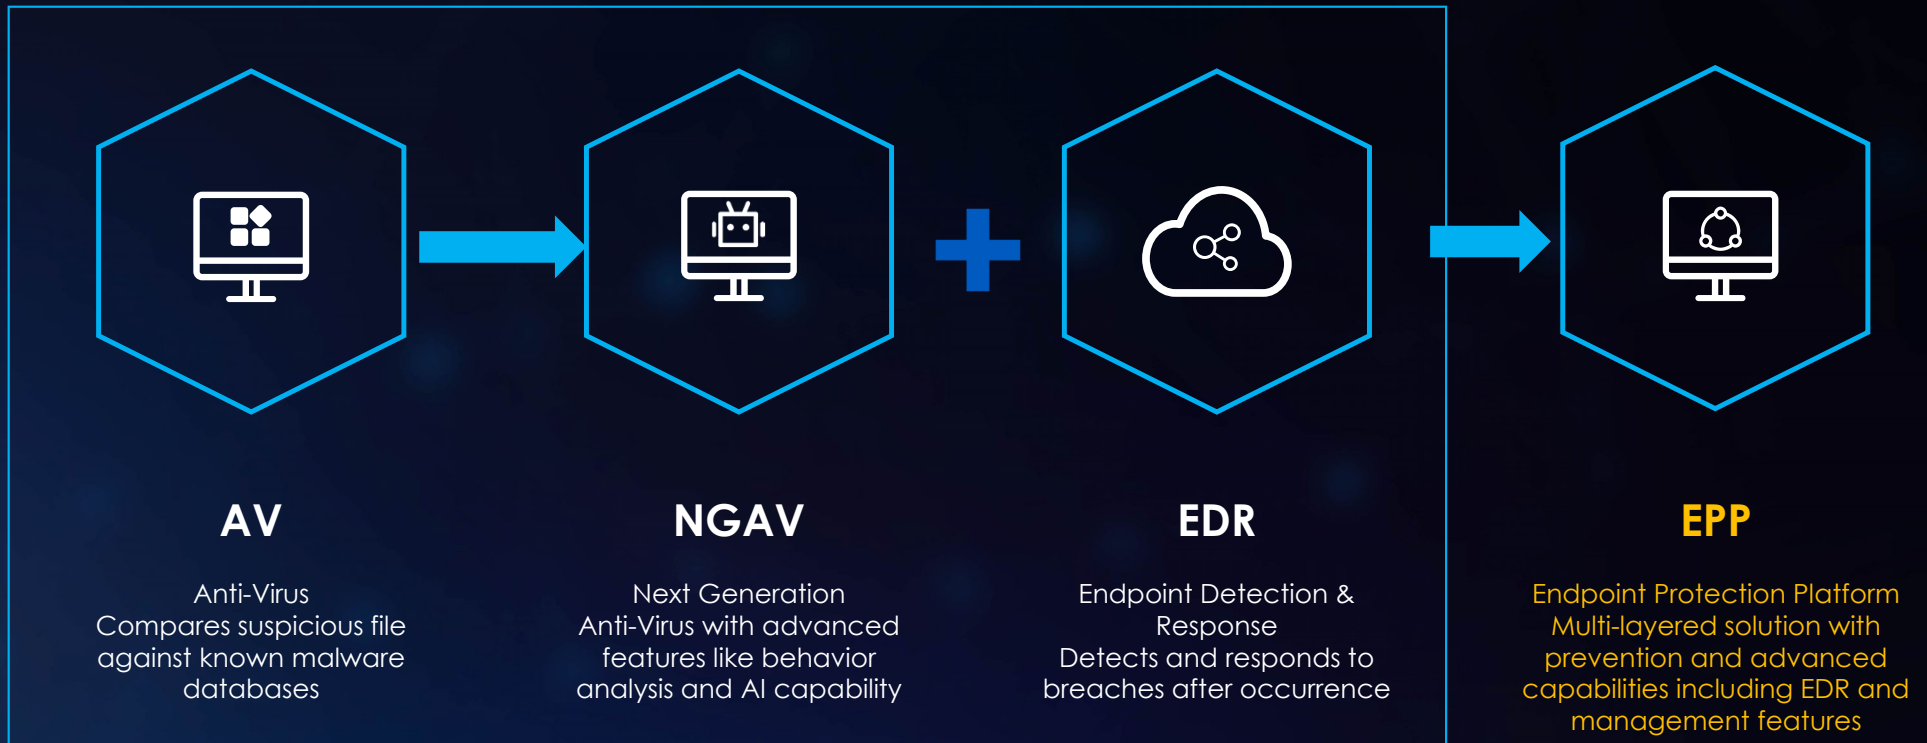 AV
Anti-Virus
Compares suspicious file
against known malware
databases
NGAV
Next Generation
Anti-Virus with advanced
features like behavior
analysis and AI capability
EDR
Endpoint Detection &
Response
Detects and responds to
breaches after occurrence
EPP
Endpoint Protection Platform
Multi-layered solution with
prevention and advanced
capabilities including EDR and
management features